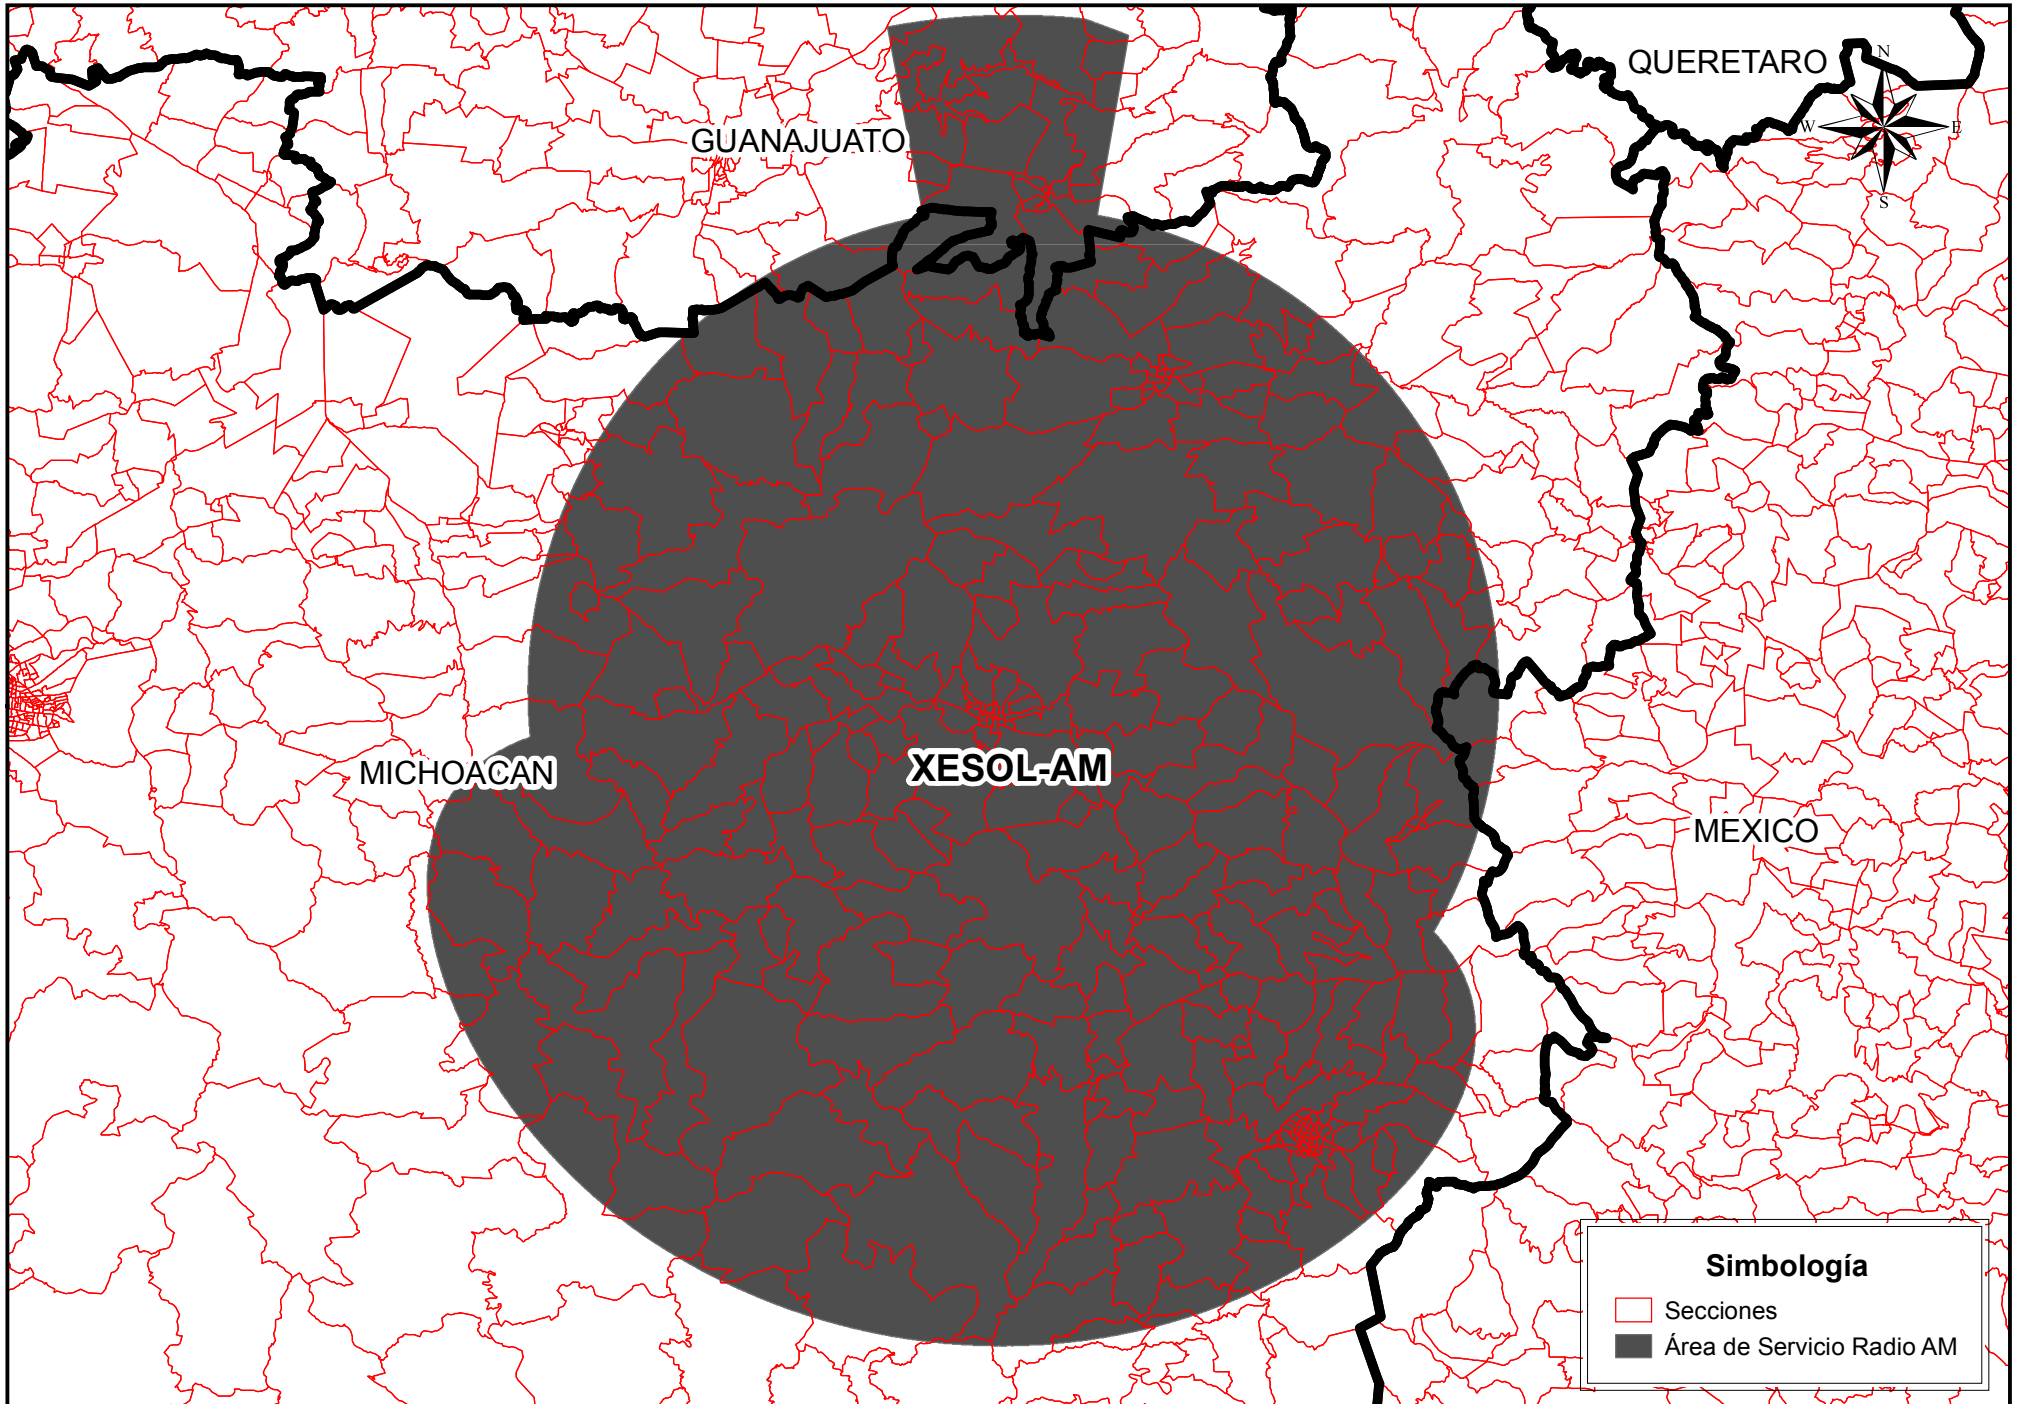 QUERETARO
N
W
E
S
GUANAJUATO
MICHOACAN
XESOL-AM
MEXICO
Simbología
Secciones
Área de Servicio Radio AM